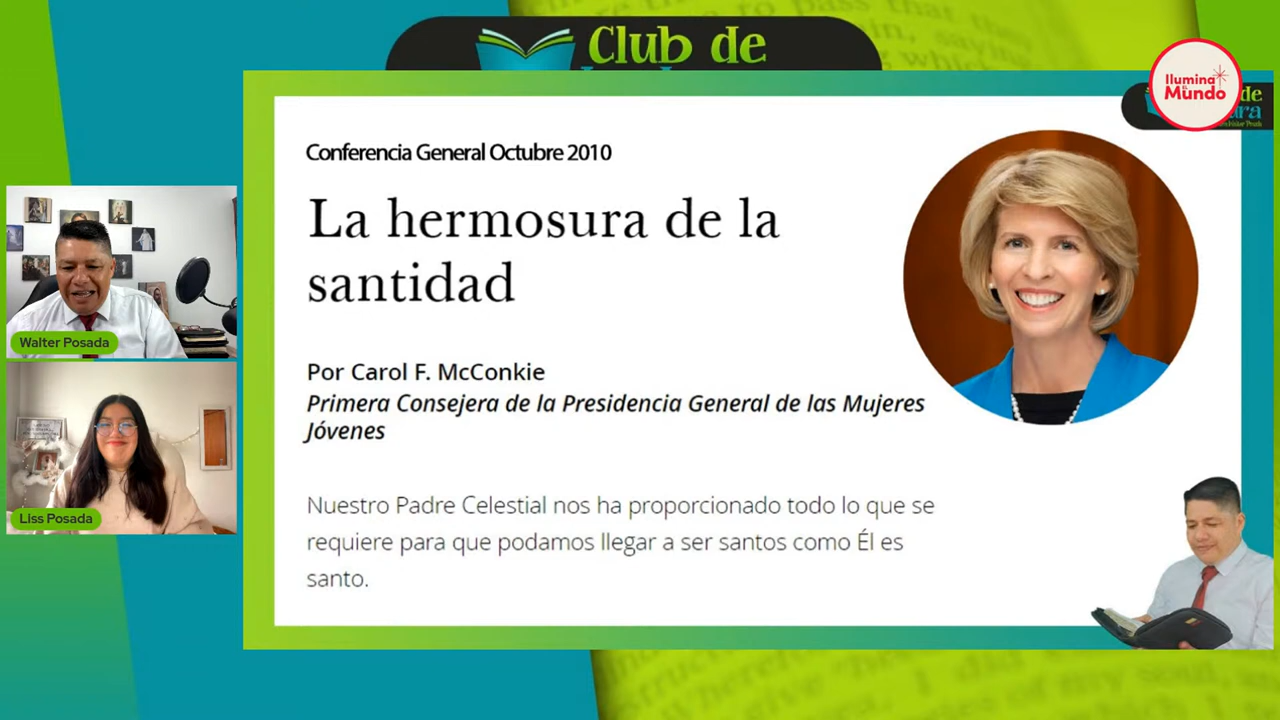 Club de
Ilumina
EL
Mundo
de
ura
Conferencia General Octubre 2010
La hermosura de la
santidad
Por Carol F. McConkie
Primera Consejera de la Presidencia General de las Mujeres
Jóvenes
Nuestro Padre Celestial nos ha proporcionado todo lo que se
requiere para que podamos llegar a ser santos como Él es
santo.
Walter Posada
Liss Posada